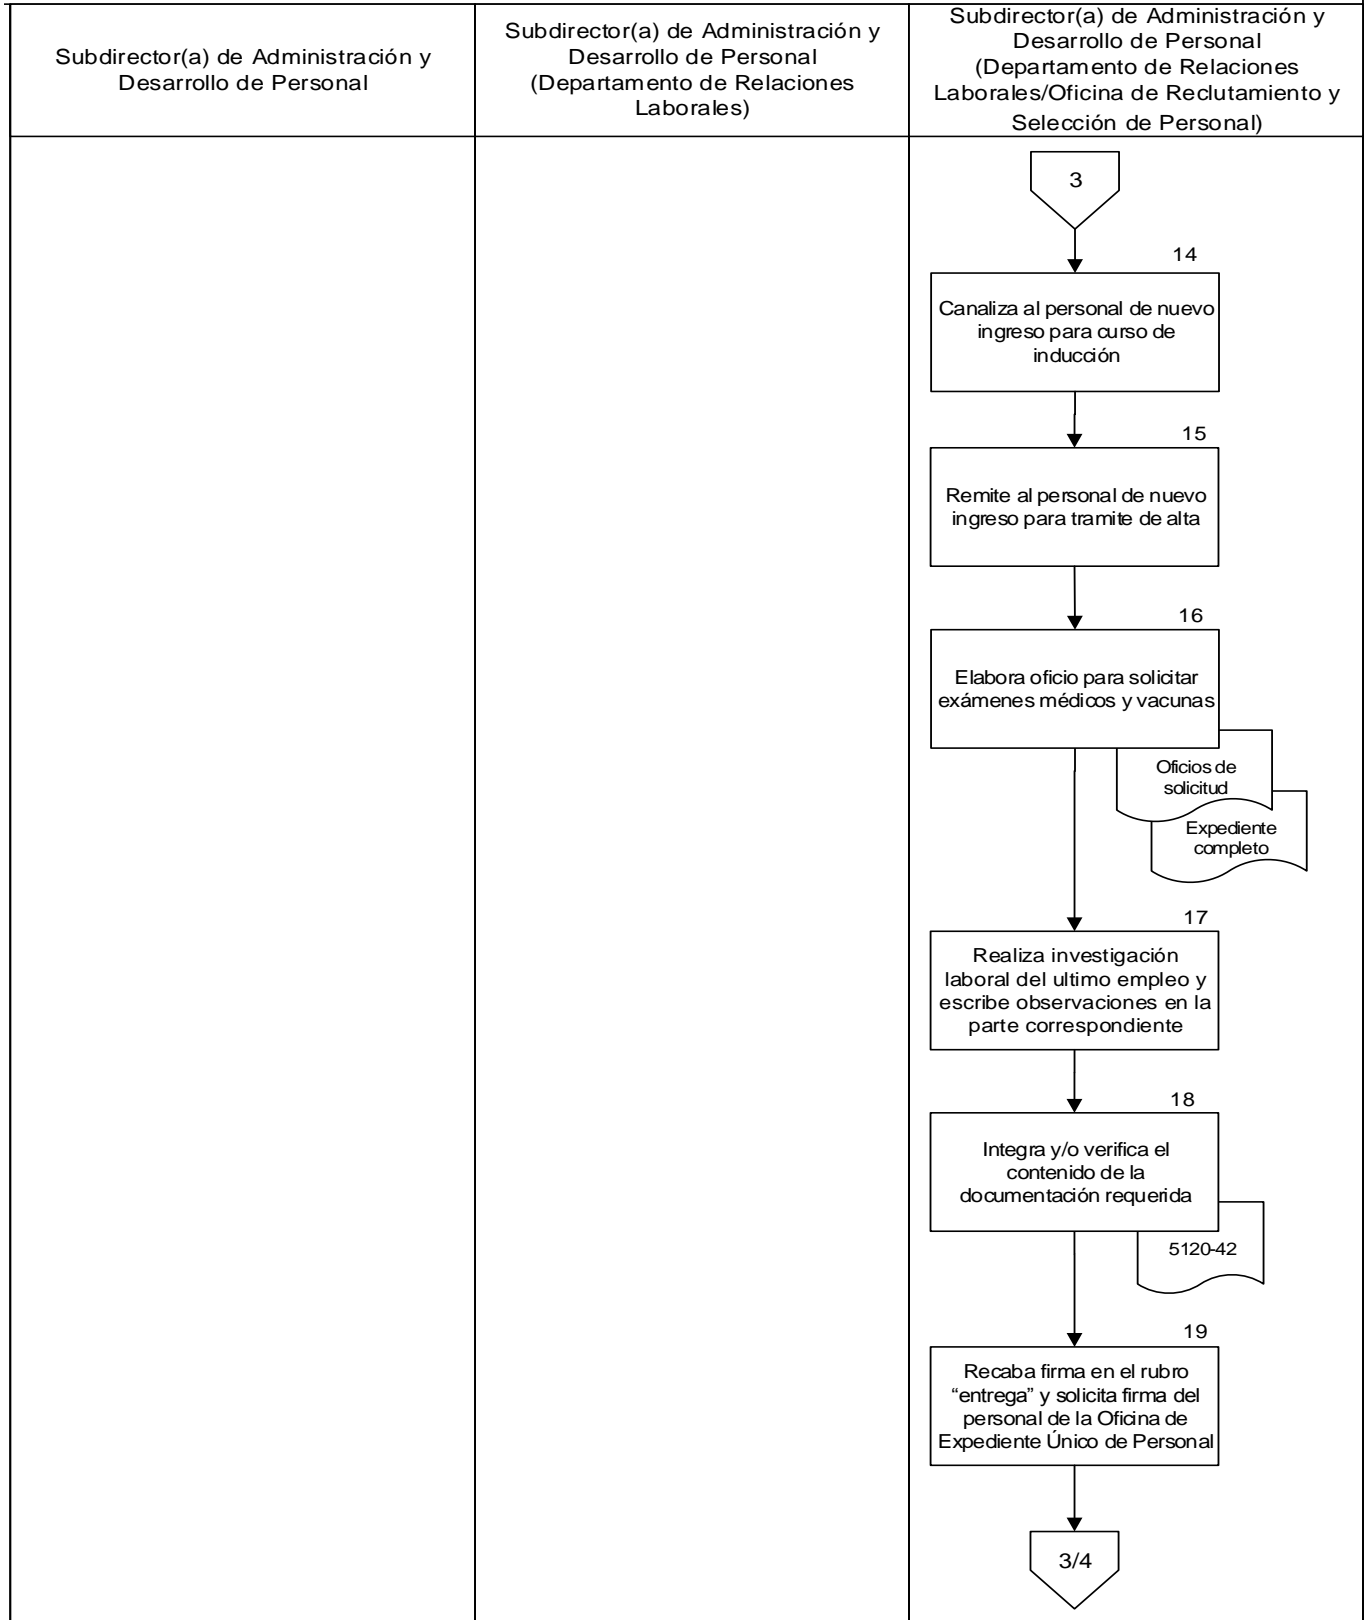 Subdirector(a) de Administración y
Desarrollo de Personal
Subdirector(a) de Administración y
Desarrollo de Personal
(Departamento de Relaciones
Laborales)
Subdirector(a) de Administración y
Desarrollo de Personal
(Departamento de Relaciones
Laborales/Oficina de Reclutamiento y
Selección de Personal)
3
14
Canaliza al personal de nuevo
ingreso para curso de
inducción
15
Remite al personal de nuevo
ingreso para tramite de alta
16
Elabora oficio para solicitar
exámenes médicos y vacunas
Oficios de
solicitud
Expediente
completo
17
Realiza investigación
laboral del ultimo empleo y
escribe observaciones en la
parte correspondiente
18
Integra y/o verifica el
contenido de la
documentación requerida
5120-42
19
Recaba firma en el rubro
“entrega” y solicita firma del
personal de la Oficina de
Expediente Único de Personal
3/4